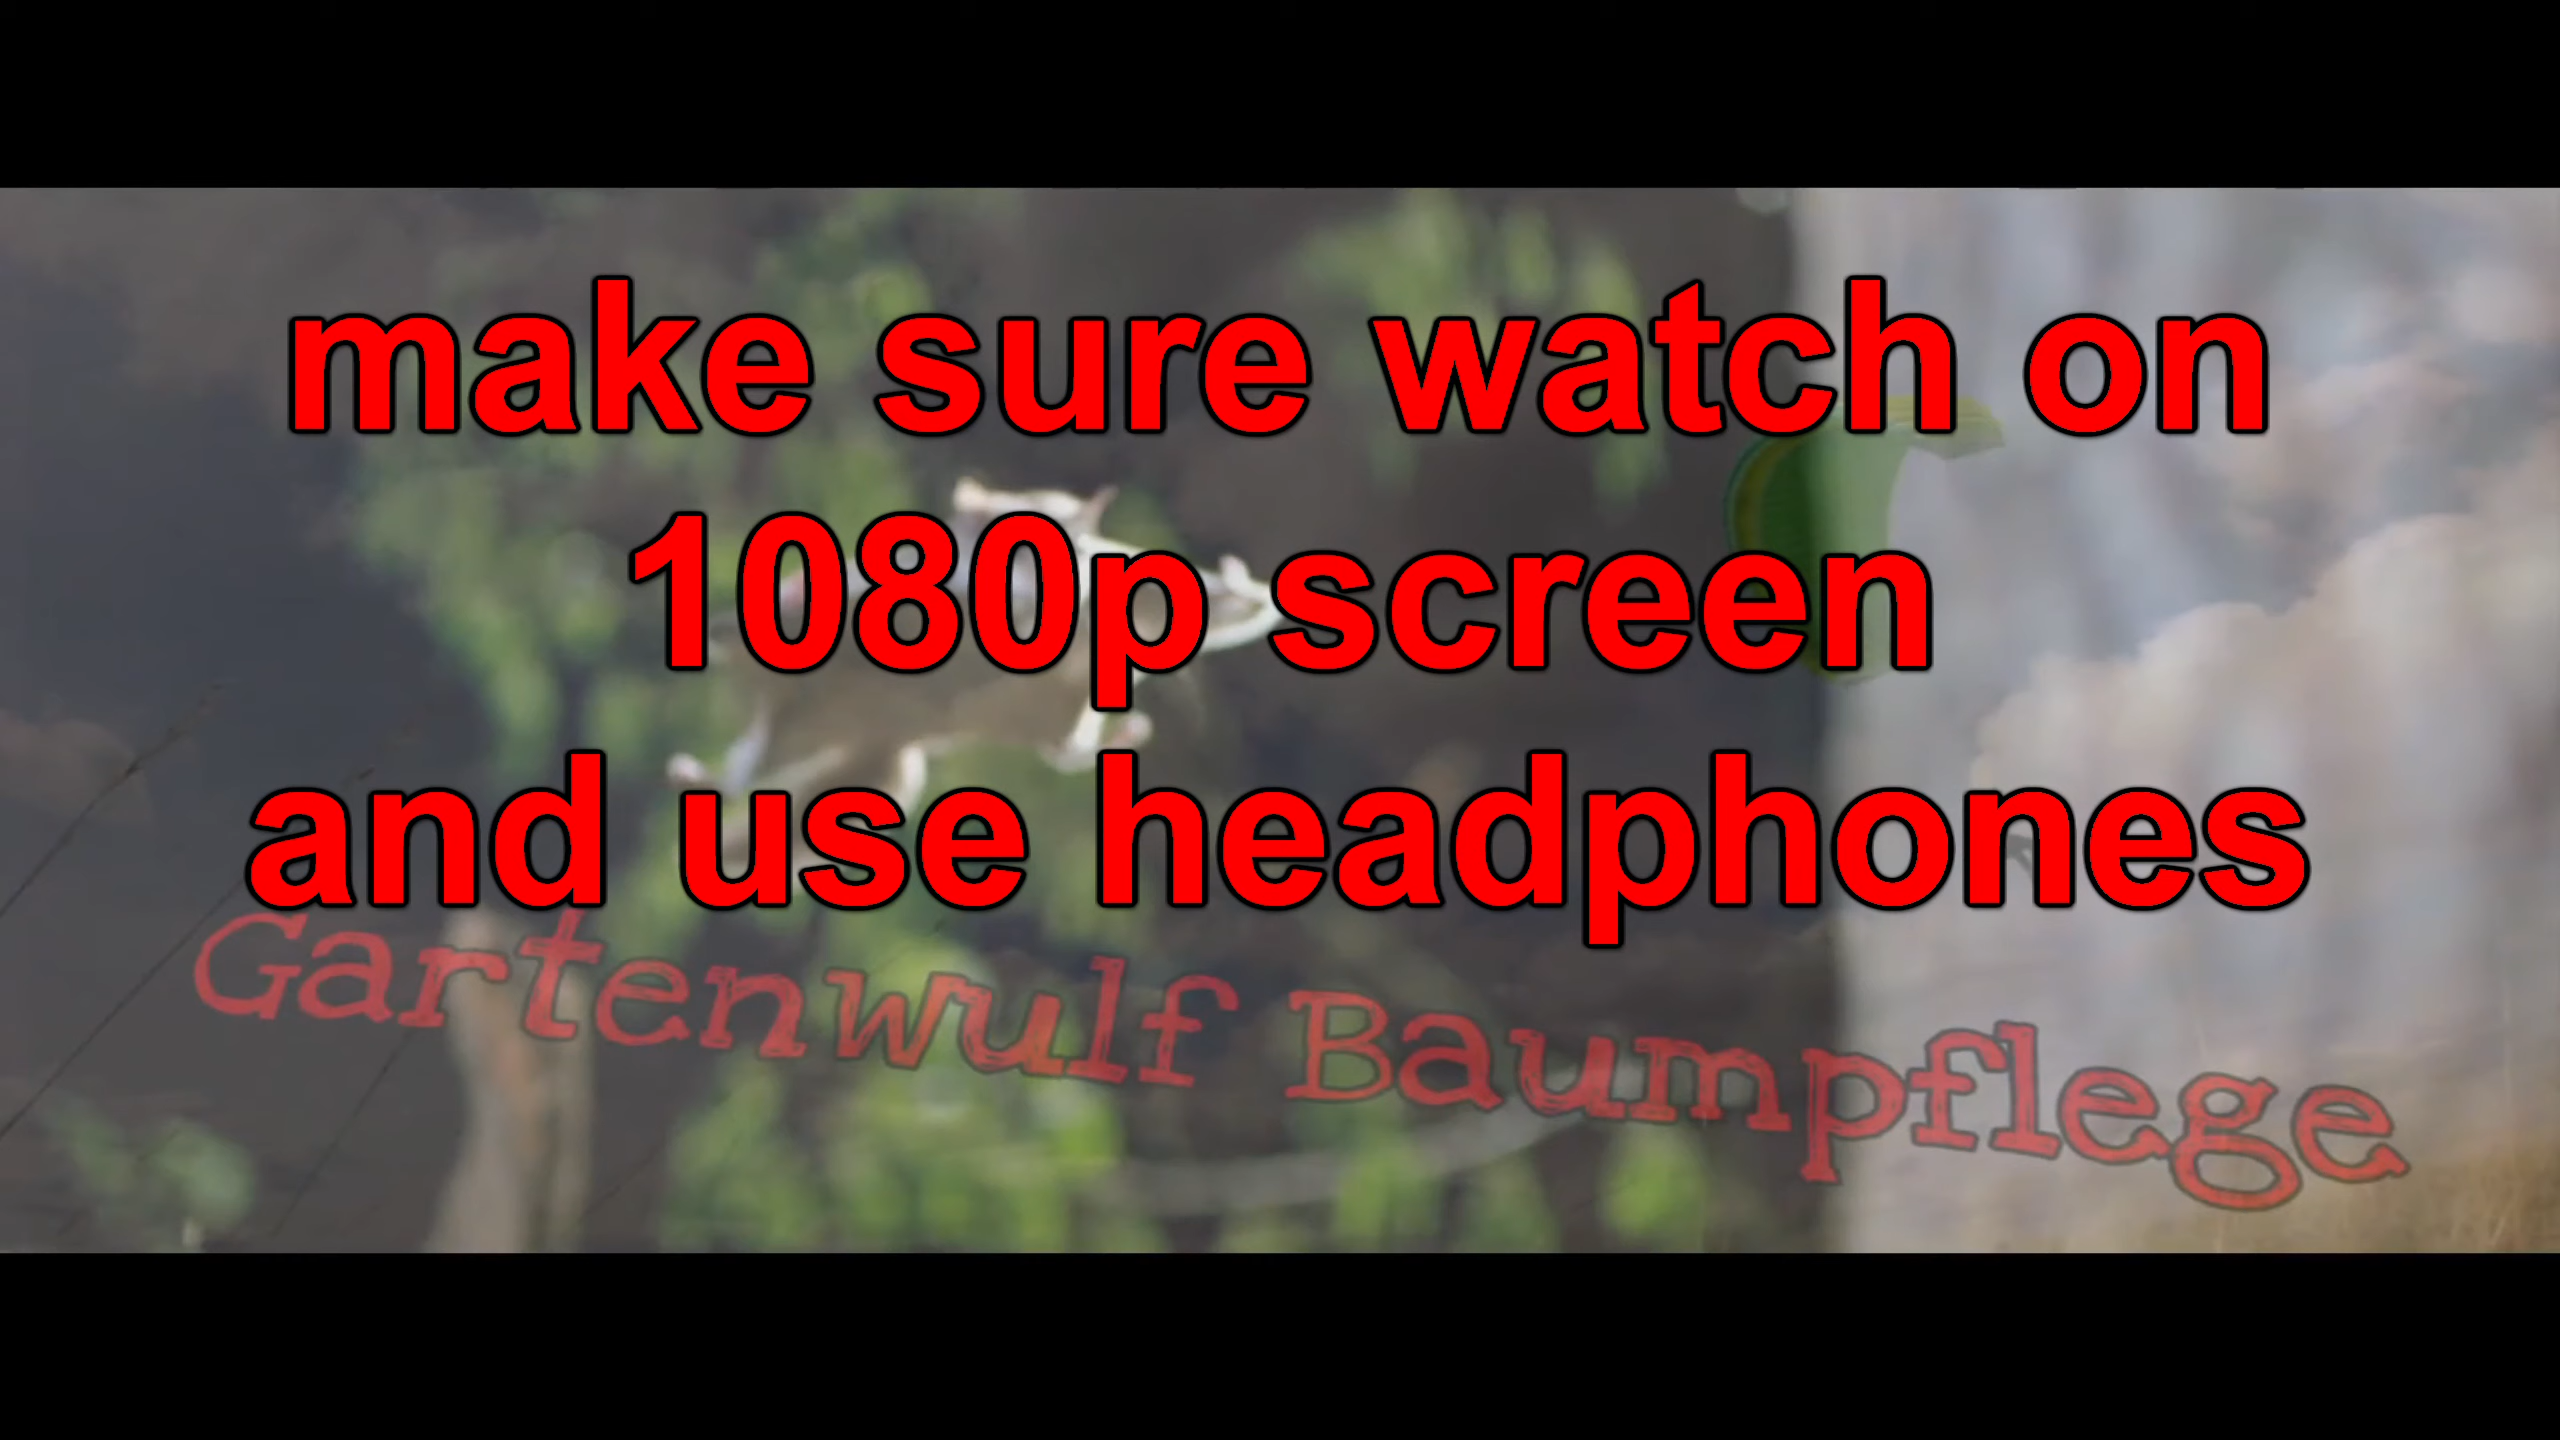 make sure watch on
1080p screen
and use headphones
Gartenwulf Baumpflege